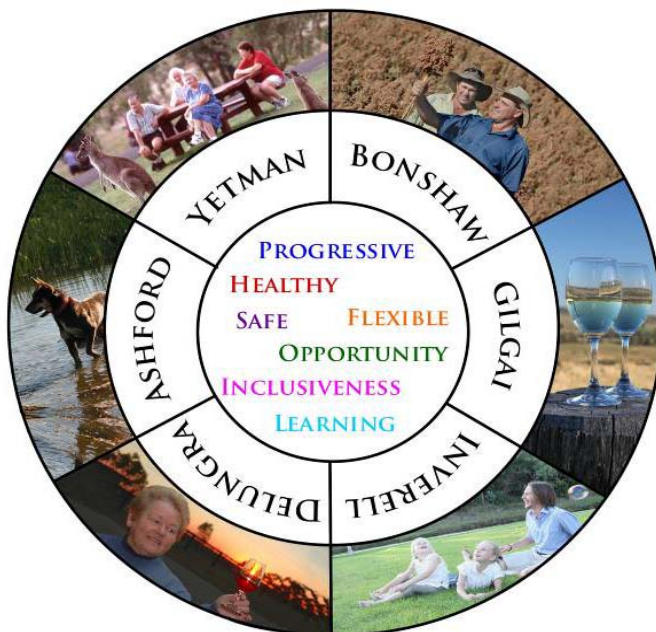 YETMAN
BONSHAW
GILGAI
INVERELL
DELUNGRA
ASHFORD
PROGRESSIVE
HEALTHY
SAFE
FLEXIBLE
OPPORTUNITY
INCLUSIVENESS
LEARNING